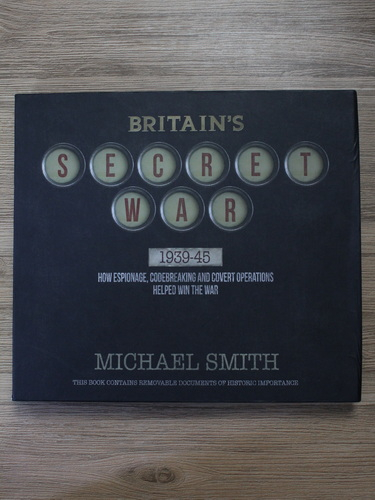 BRITAIN'S
SECRET
WAR
1939-45
HOW ESPIONAGE, CODEBREAKING AND COVERT OPERATIONS
HELPED WIN THE WAR
MICHAEL SMITH
THIS BOOK CONTAINS REMOVABLE DOCUMENTS OF HISTORIC IMPORTANCE